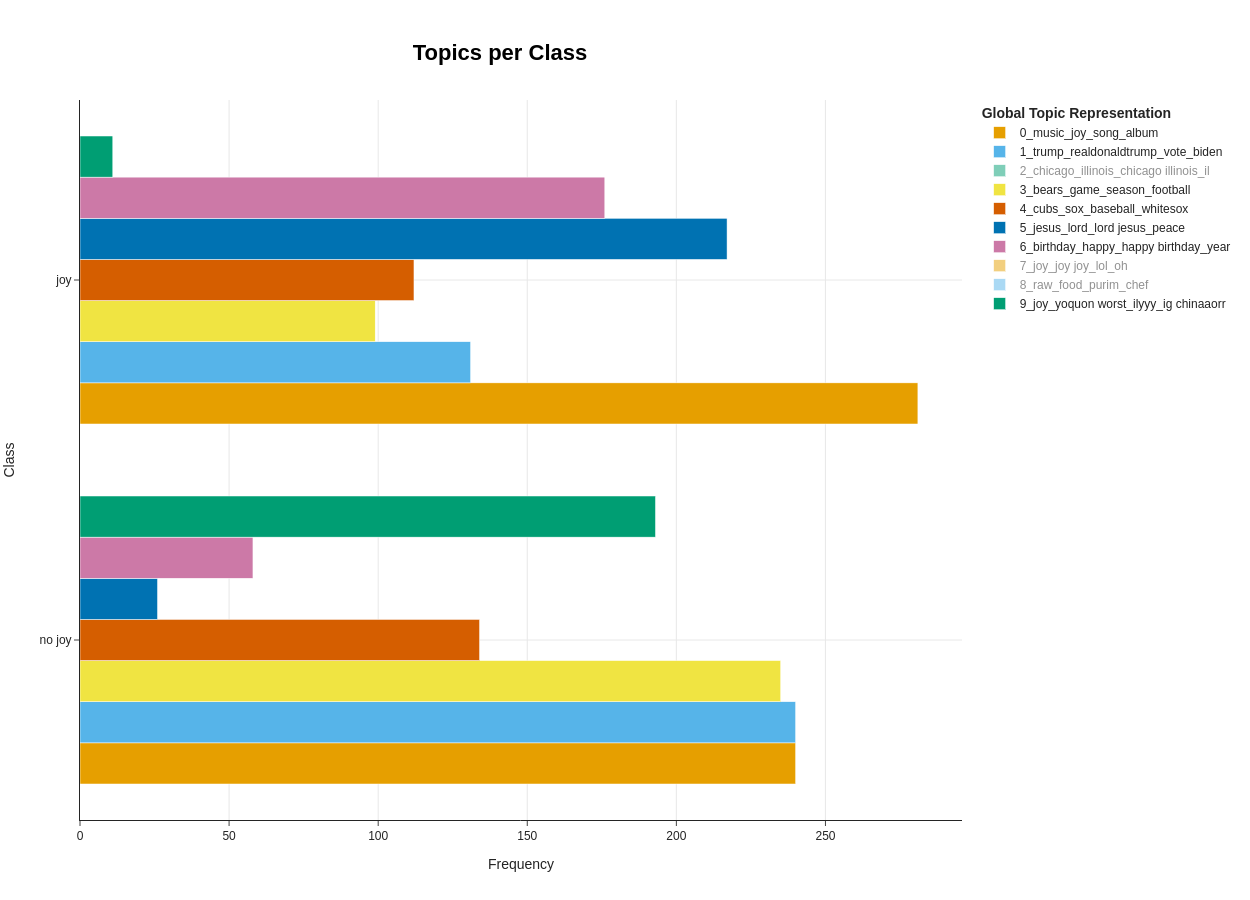 Topics per Class
Global Topic Representation
0_music_joy_song_album
1_trump_realdonaldtrump_vote_biden
2_chicago_illinois_chicago illinois_il
3_bears_game_season_football
4_cubs_sox_baseball_whitesox
5_jesus_lord_lord jesus_peace
6_birthday_happy_happy birthday_year
7_joy_joy joy_lol_oh
8_raw_food_purim_chef
9_joy_yoquon worst_ilyyy_ig chinaaorr
Class
joy
no joy
0 50 100 150 200 250
Frequency